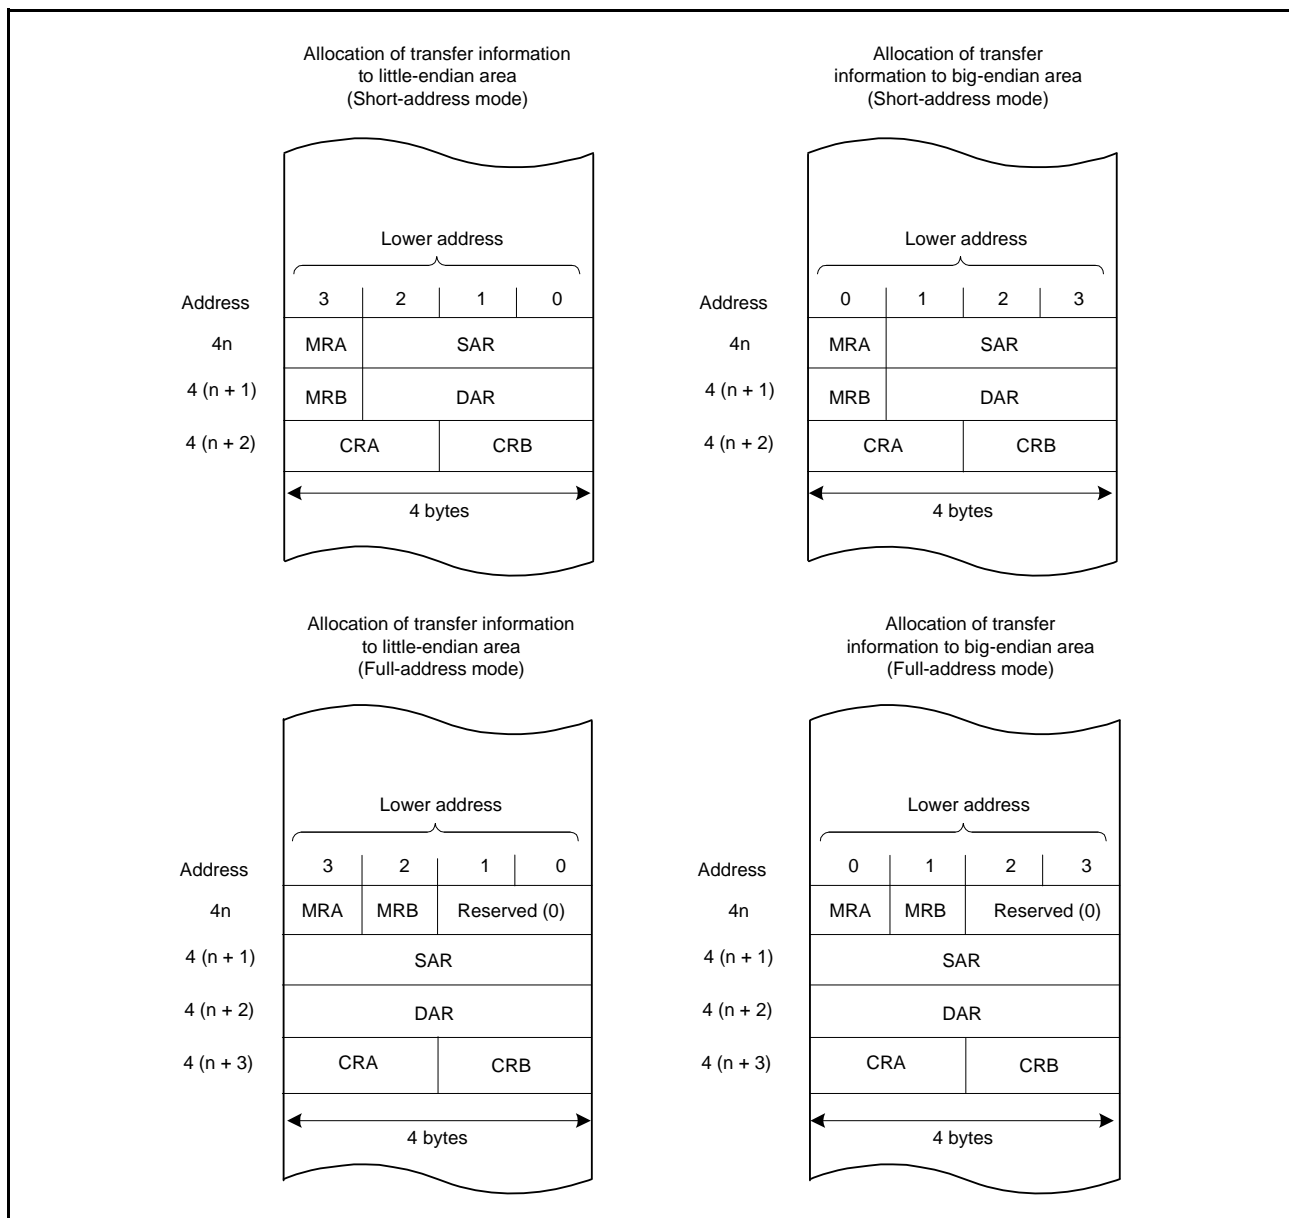 Allocation of transfer information
to little-endian area
(Short-address mode)
Lower address
Address 3 2 1 0
4n MRA SAR
4 (n + 1) MRB DAR
4 (n + 2) CRA CRB
4 bytes
Allocation of transfer
information to big-endian area
(Short-address mode)
Lower address
Address 0 1 2 3
4n MRA SAR
4 (n + 1) MRB DAR
4 (n + 2) CRA CRB
4 bytes
Allocation of transfer information
to little-endian area
(Full-address mode)
Lower address
Address 3 2 1 0
4n MRA MRB Reserved (0)
4 (n + 1) SAR
4 (n + 2) DAR
4 (n + 3) CRA CRB
4 bytes
Allocation of transfer
information to big-endian area
(Full-address mode)
Lower address
Address 0 1 2 3
4n MRA MRB Reserved (0)
4 (n + 1) SAR
4 (n + 2) DAR
4 (n + 3) CRA CRB
4 bytes